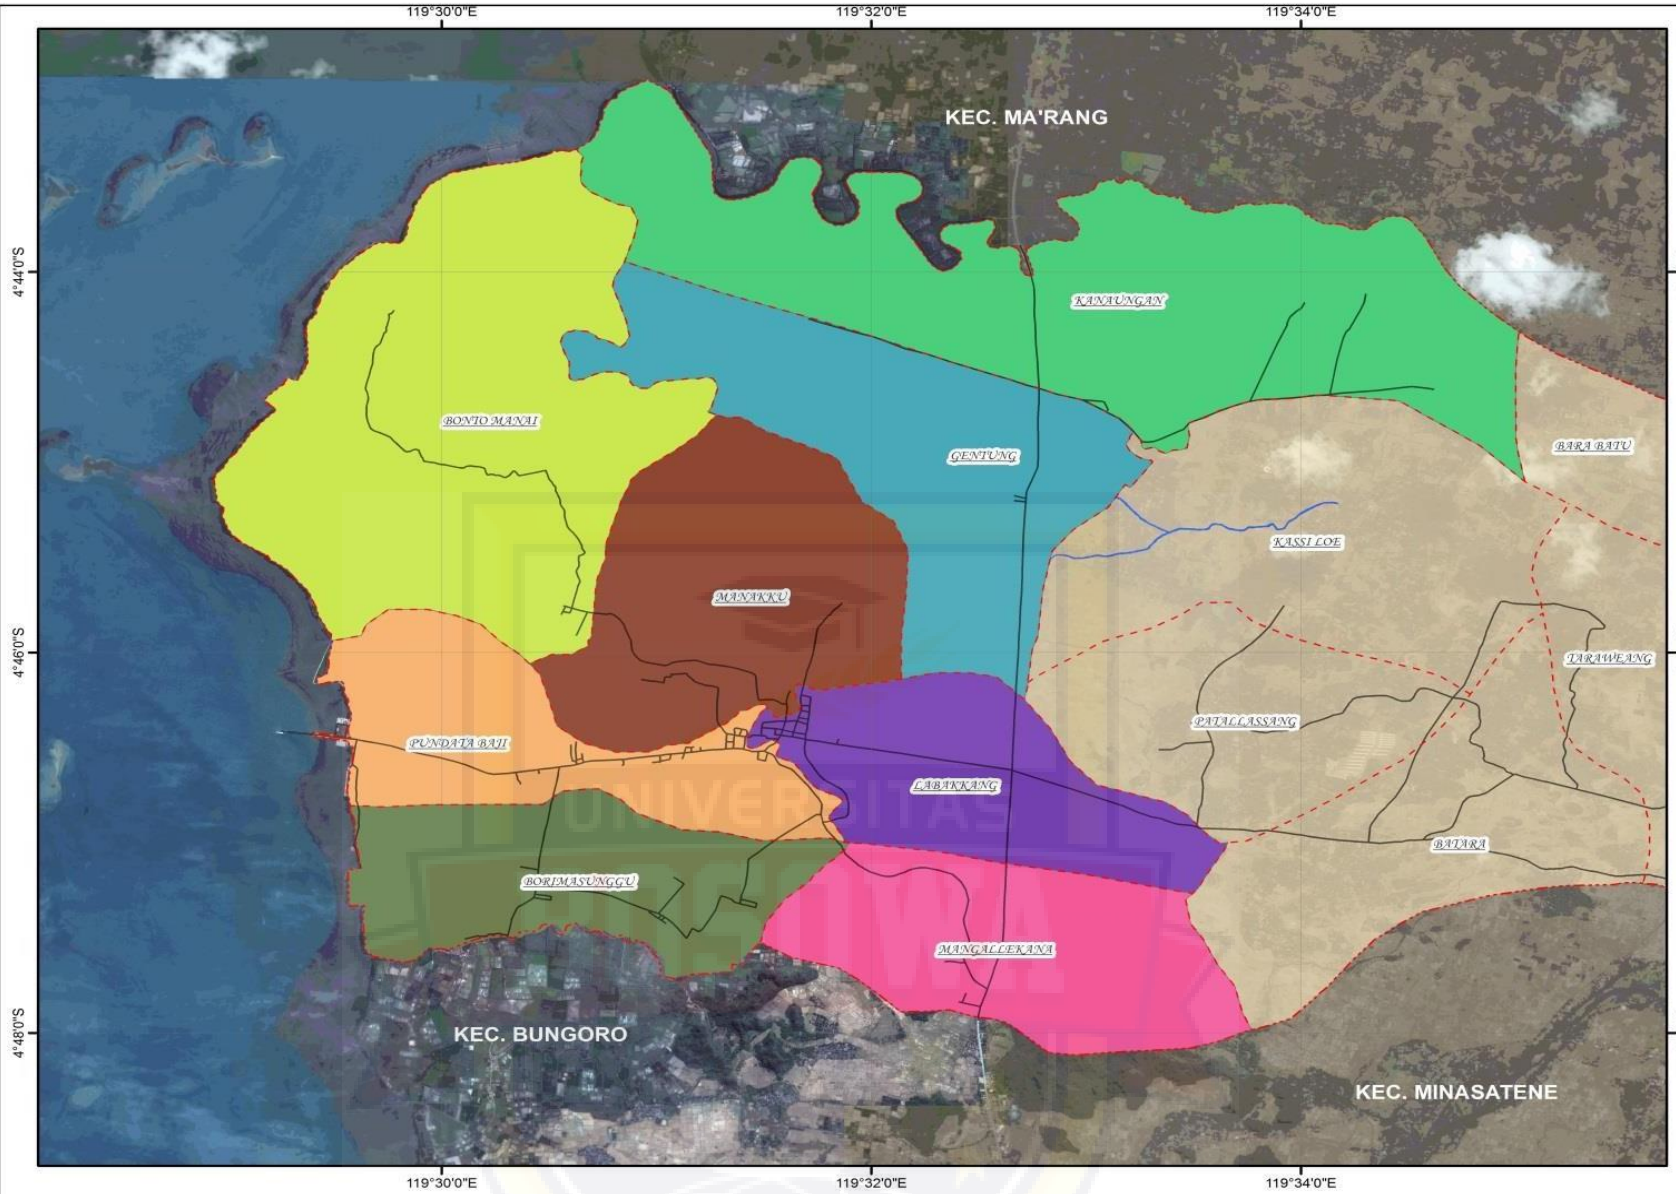 119°30'0"E
119°32'0"E
119°34'0"E
KEC. MA'RANG
4°44'0"S
KANAUNGAN
BONTO MANAI
BARA BATU
GENTUNG
KASSI LOE
MANAKKU
4°46'0"S
TARAWEANG
PATALLASSANG
PUNDATA BAJI
LABAKKANG
UNIVERSITAS
BATARA
BORIMASUNGGU
BOSOWA
MANGALLEKANA
4°48'0"S
KEC. BUNGORO
KEC. MINASATENE
119°30'0"E
119°32'0"E
119°34'0"E